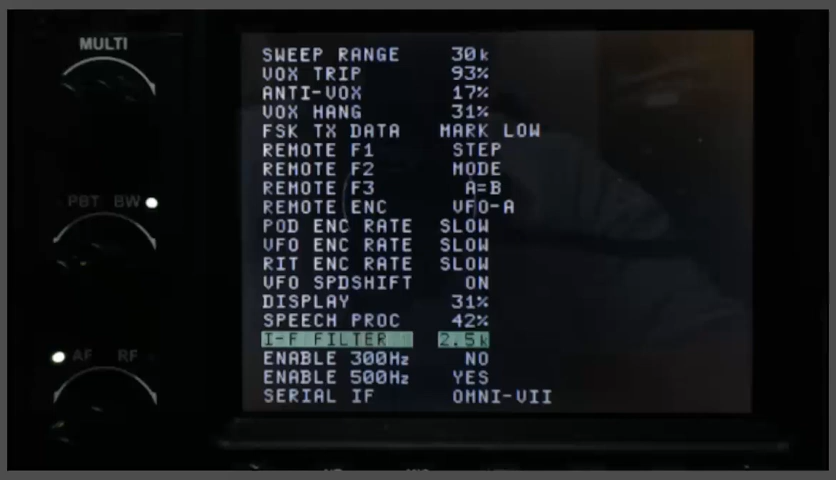 MULTI
SWEEP RANGE 30k
VOX TRIP 93%
ANTI-VOX 17%
VOX HANG 31%
FSK TX DATA MARK LOW
REMOTE F1 STEP
REMOTE F2 MODE
REMOTE F3 A=B
REMOTE ENC VFO-A
PBT BW
POD ENC RATE SLOW
VFO ENC RATE SLOW
RIT ENC RATE SLOW
VFO SPDSHIFT ON
DISPLAY 31%
SPEECH PROC 42%
I-F FILTER 2.5k
AF RF
ENABLE 300Hz NO
ENABLE 500Hz YES
SERIAL IF OMNI-VII